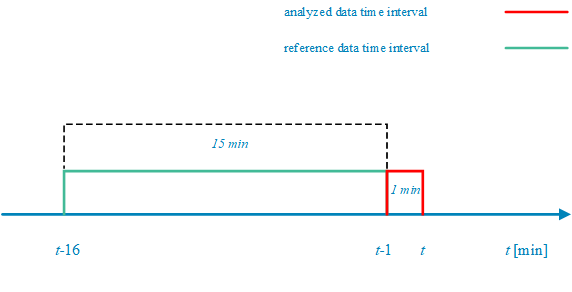 analyzed data time interval
reference data time interval
15 min
1 min
t-16
t-1
t
t [min]